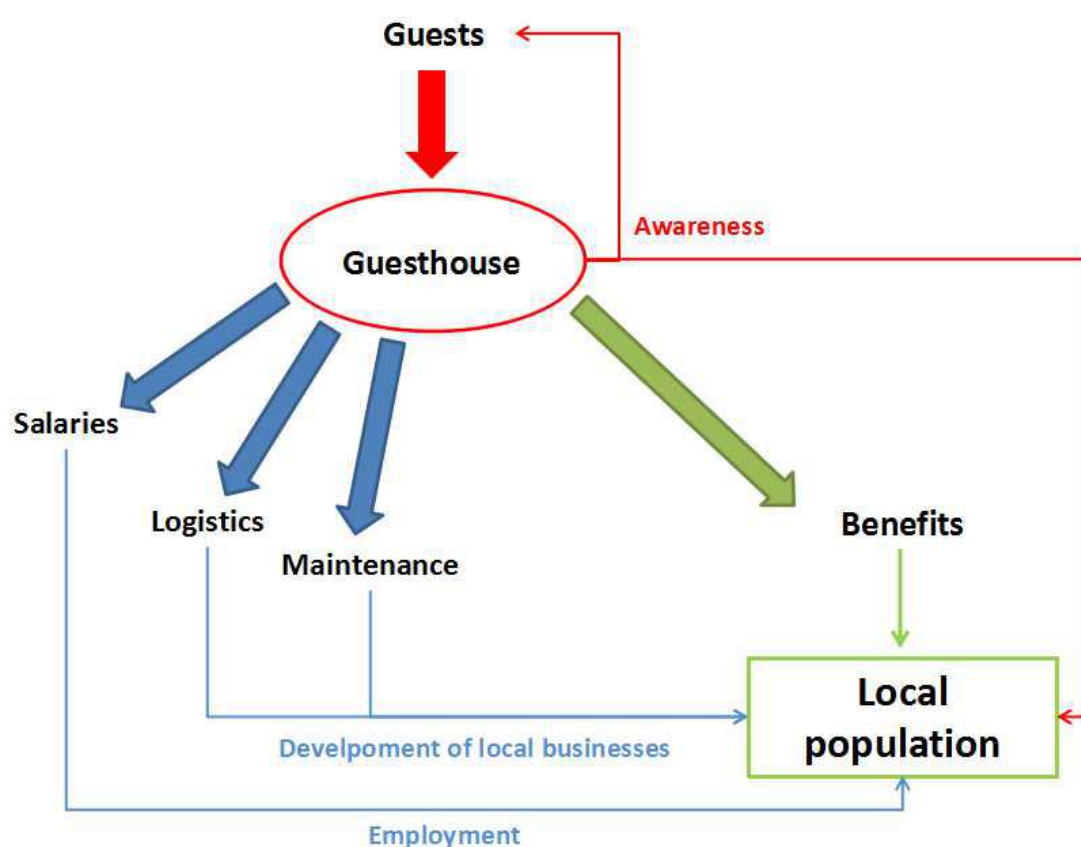 Guests
Awareness
Guesthouse
Salaries
Logistics
Benefits
Maintenance
Local
population
Develpoment of local businesses
Employment